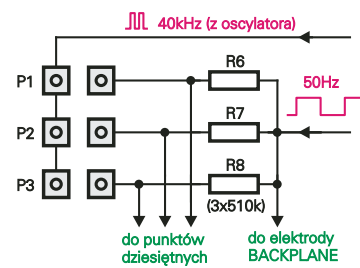 40kHz (z oscylatora)
R6
P1
50Hz
R7
P2
R8
P3
(3x510k)
do punktów
dziesiętnych
do elektrody
BACKPLANE